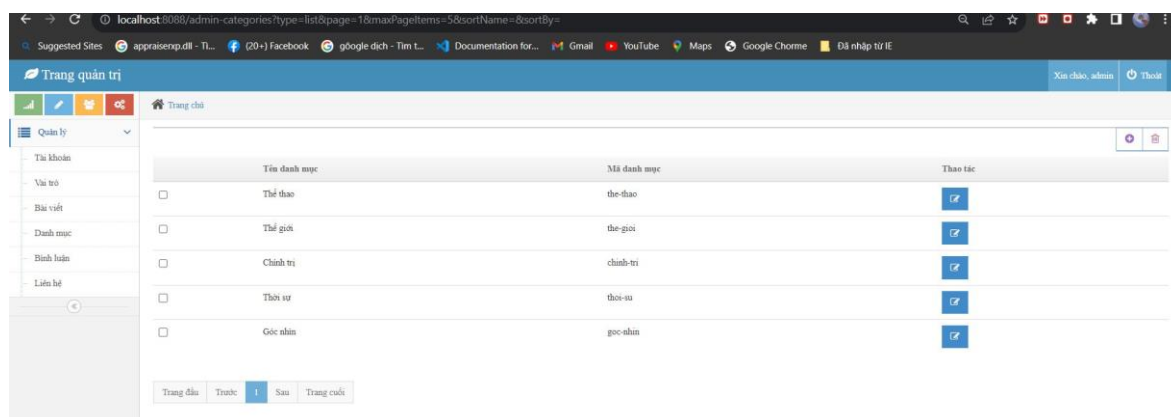 localhost:8088/admin-categories?type=list&page=1&maxPageItems=5&sortName=&sortBy=
Suggested Sites appraisenxp.dll - Ti... (20+) Facebook gôogle dịch - Tìm t... Documentation for... Gmail YouTube Maps Google Chorme Đã nhập từ IE
Trang quản trị Xin chào, admin Thoát
Trang chủ
Quản lý
Tài khoản
Vai trò
Bài viết
Danh mục
Bình luận
Liên hệ
Tên danh mục Mã danh mục Thao tác
Thể thao the-thao
Thế giới the-gioi
Chính trị chinh-tri
Thời sự thoi-su
Góc nhìn goc-nhin
Trang đầu Trước 1 Sau Trang cuối